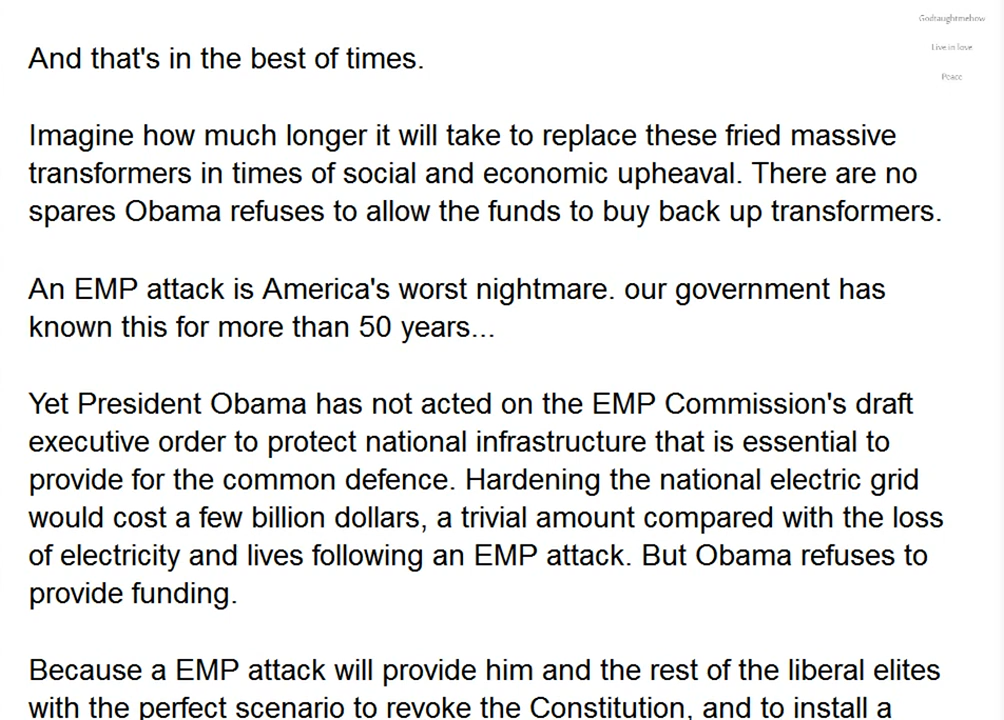 Godtaughtmehow
Live in love
Peace
And that's in the best of times.
Imagine how much longer it will take to replace these fried massive
transformers in times of social and economic upheaval. There are no
spares Obama refuses to allow the funds to buy back up transformers.
An EMP attack is America's worst nightmare. our government has
known this for more than 50 years...
Yet President Obama has not acted on the EMP Commission's draft
executive order to protect national infrastructure that is essential to
provide for the common defence. Hardening the national electric grid
would cost a few billion dollars, a trivial amount compared with the loss
of electricity and lives following an EMP attack. But Obama refuses to
provide funding.
Because a EMP attack will provide him and the rest of the liberal elites
with the perfect scenario to revoke the Constitution, and to install a